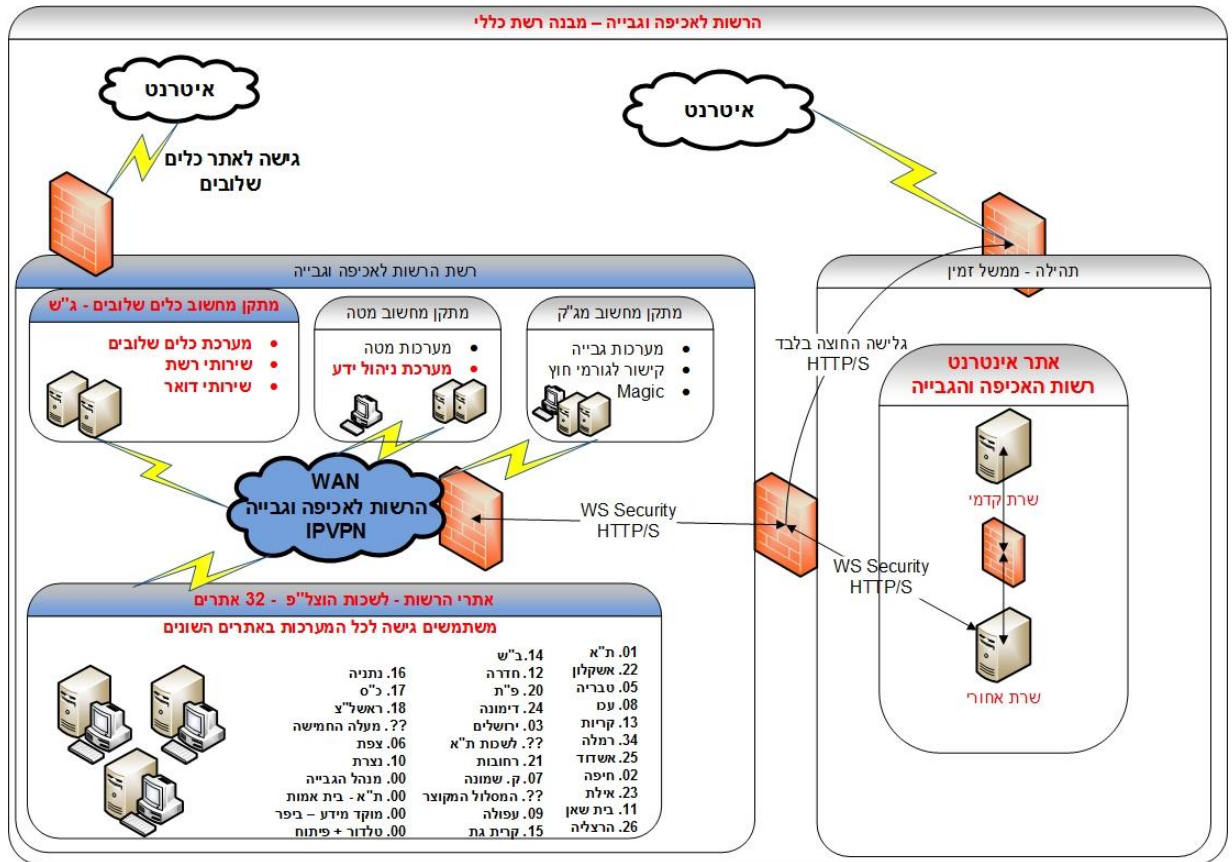 הרשות לאכיפה וגבייה – מבנה רשת כללי
איטרנט
איטרנט
גישה לאתר כלים
שלובים
רשת הרשות לאכיפה וגבייה
תהילה - ממשל זמין
מתקן מחשוב כלים שלובים - ג"ש
מערכת כלים שלובים
שירותי רשת
שירותי דואר
מתקן מחשוב מטה
מערכות מטה
מערכת ניהול ידע
מתקן מחשוב מג"ק
מערכות גבייה
קישור לגורמי חוץ
Magic
גלישה החוצה בלבד
HTTP/S
אתר אינטרנט
רשות האכיפה והגבייה
שרת קדמי
שרת אחורי
WAN
הרשות לאכיפה וגבייה
IPVPN
WS Security
HTTP/S
WS Security
HTTP/S
אתרי הרשות - לשכות הוצל"פ - 32 אתרים
משתמשים גישה לכל המערכות באתרים השונים
01. ת"א
22. אשקלון
05. טבריה
08. עכו
13. קריות
34. רמלה
25. אשדוד
02. חיפה
23. אילת
11. בית שאן
26. הרצליה
14. ב"ש
12. חדרה
20. פ"ת
24. דימונה
03. ירושלים
??. לשכות ת"א
21. רחובות
07. ק. שמונה
??. המסלול המקוצר
09. עפולה
15. קרית גת
16. נתניה
17. כ"ס
18. ראשל"צ
??. מעלה החמישה
06. צפת
10. נצרת
00. מנהל הגבייה
00. ת"א - בית אמות
00. מוקד מידע – ביפר
00. טלדור + פיתוח